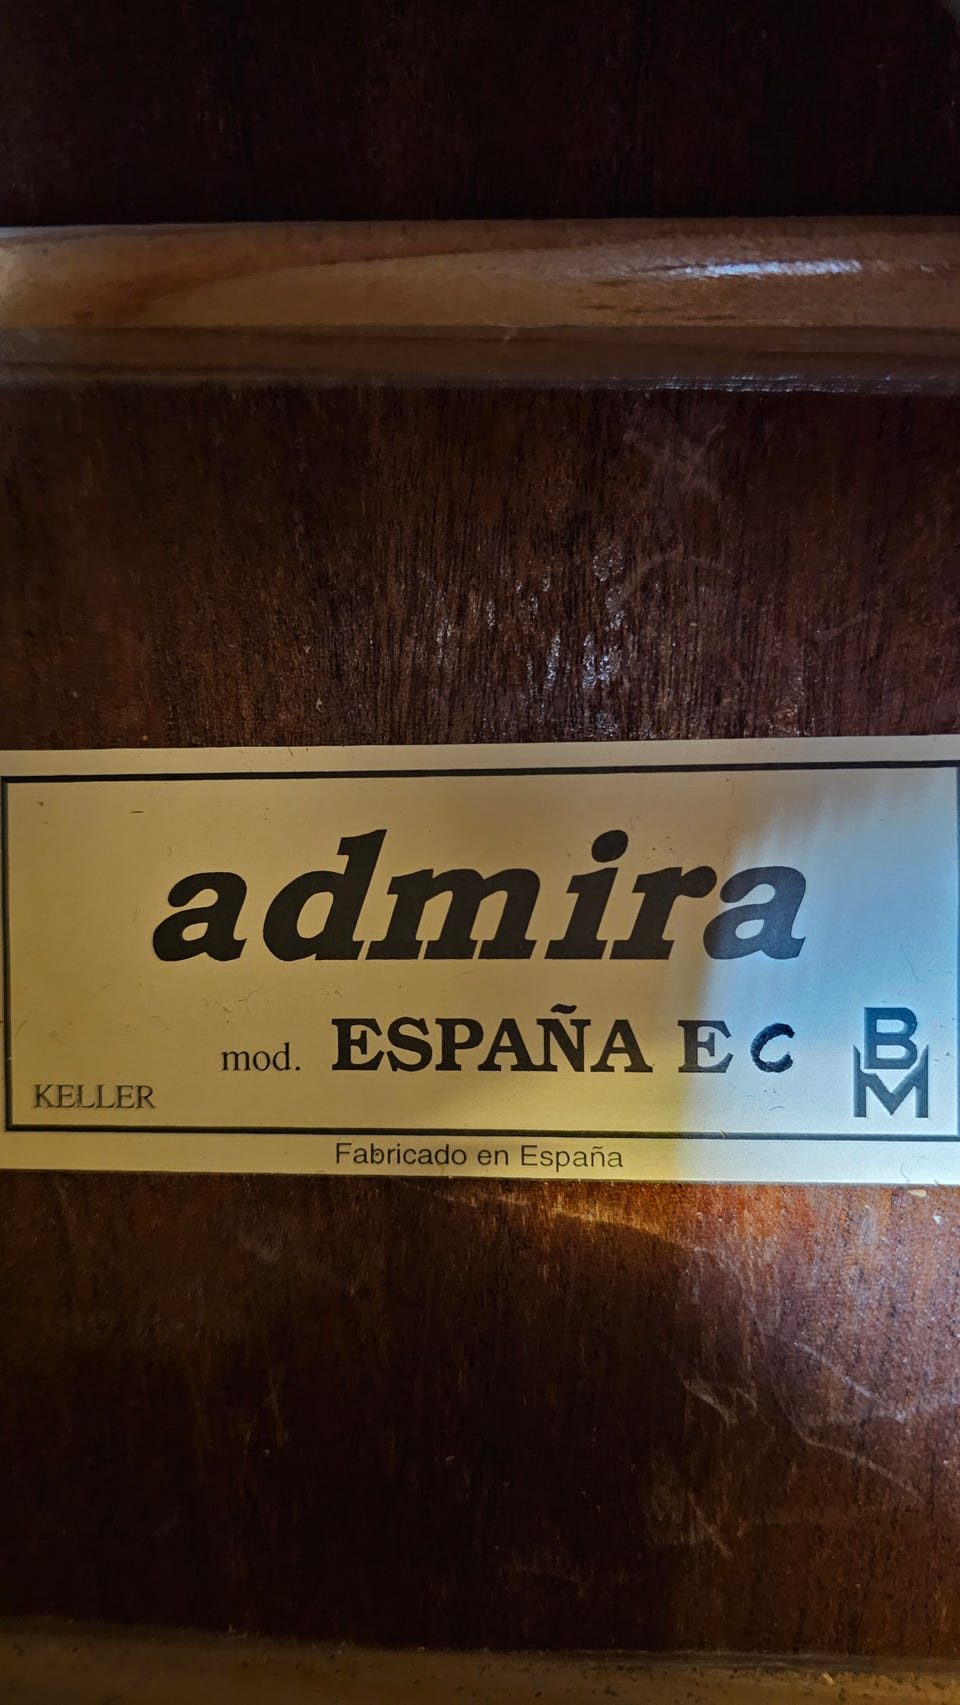 admira
mod. ESPAÑA E C
BM
KELLER
Fabricado en España